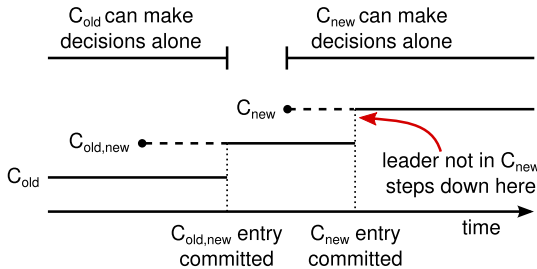 C_old can make
decisions alone
C_new can make
decisions alone
C_new
C_old,new
leader not in C_new
steps down here
C_old
time
C_old,new entry
committed
C_new entry
committed